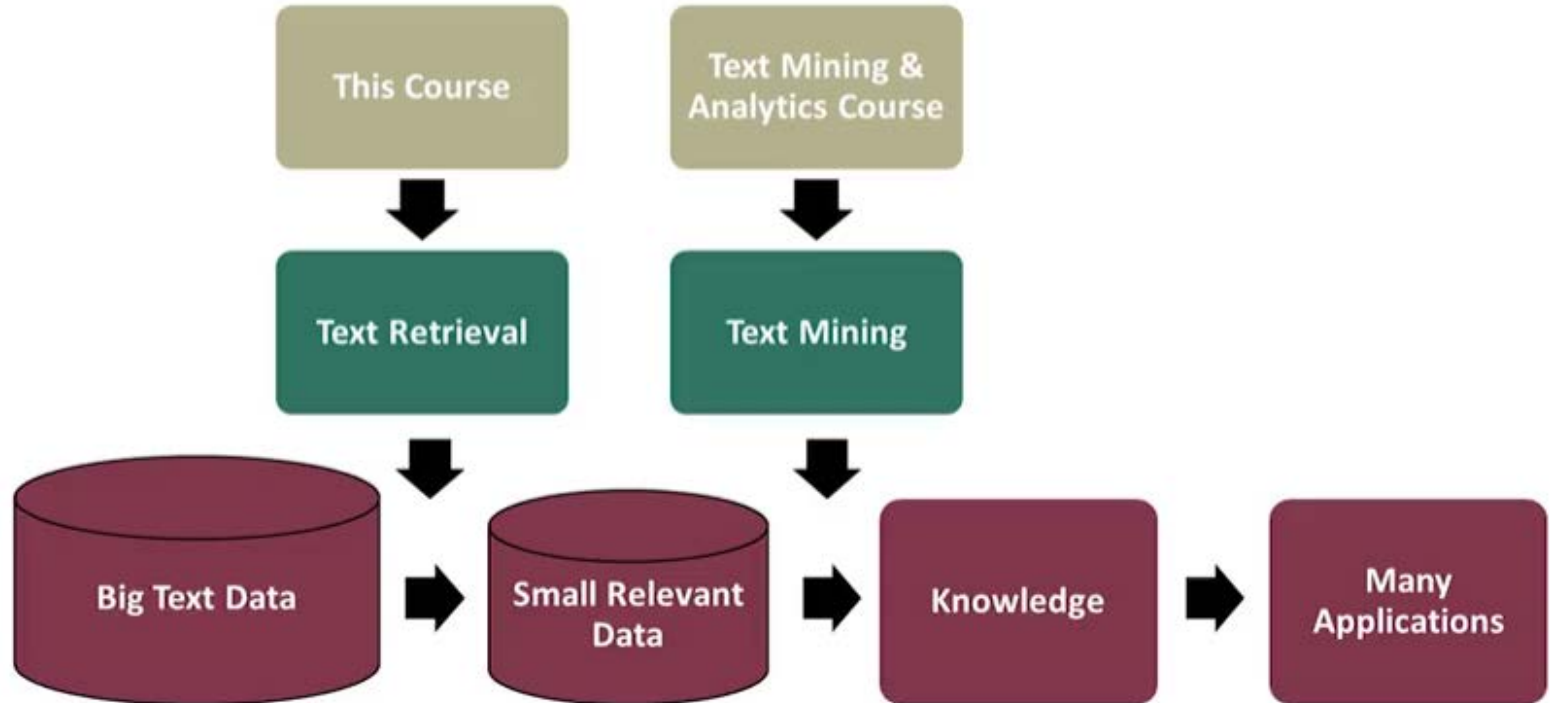 This Course
Text Mining &
Analytics Course
Text Retrieval
Text Mining
Big Text Data
Small Relevant
Data
Knowledge
Many
Applications